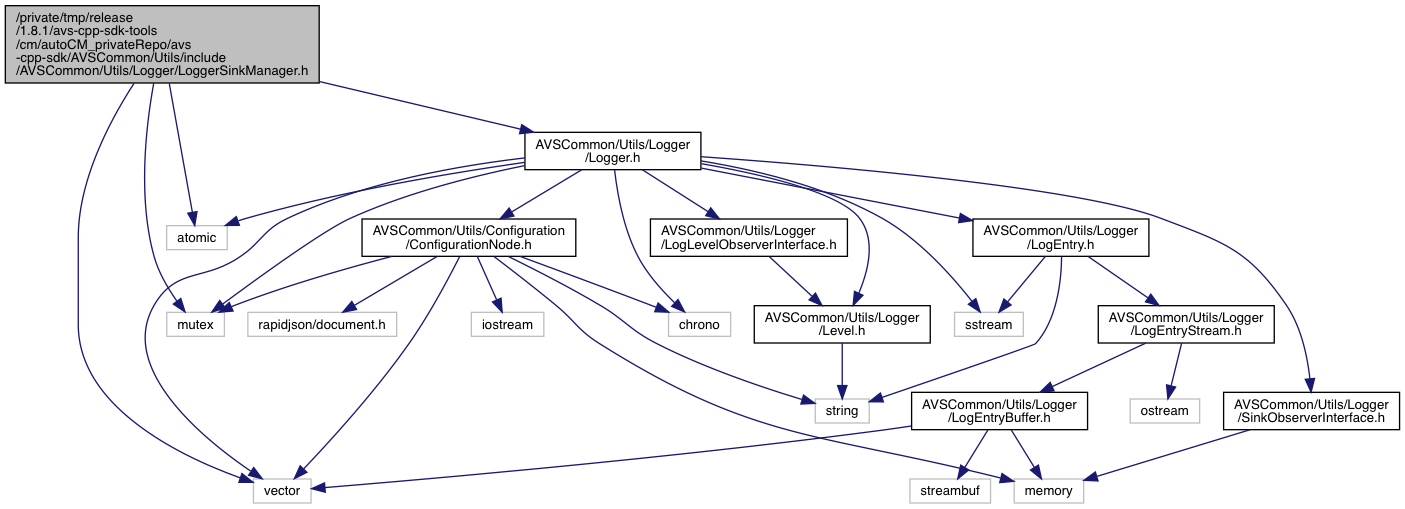 /private/tmp/release
/1.8.1/avs-cpp-sdk-tools
/cm/autoCM_privateRepo/avs
-cpp-sdk/AVSCommon/Utils/include
/AVSCommon/Utils/Logger/LoggerSinkManager.h
AVSCommon/Utils/Logger
/Logger.h
atomic
AVSCommon/Utils/Configuration
/ConfigurationNode.h
AVSCommon/Utils/Logger
/LogLevelObserverInterface.h
AVSCommon/Utils/Logger
/LogEntry.h
mutex
rapidjson/document.h
iostream
chrono
AVSCommon/Utils/Logger
/Level.h
sstream
AVSCommon/Utils/Logger
/LogEntryStream.h
string
AVSCommon/Utils/Logger
/LogEntryBuffer.h
ostream
AVSCommon/Utils/Logger
/SinkObserverInterface.h
vector
streambuf
memory